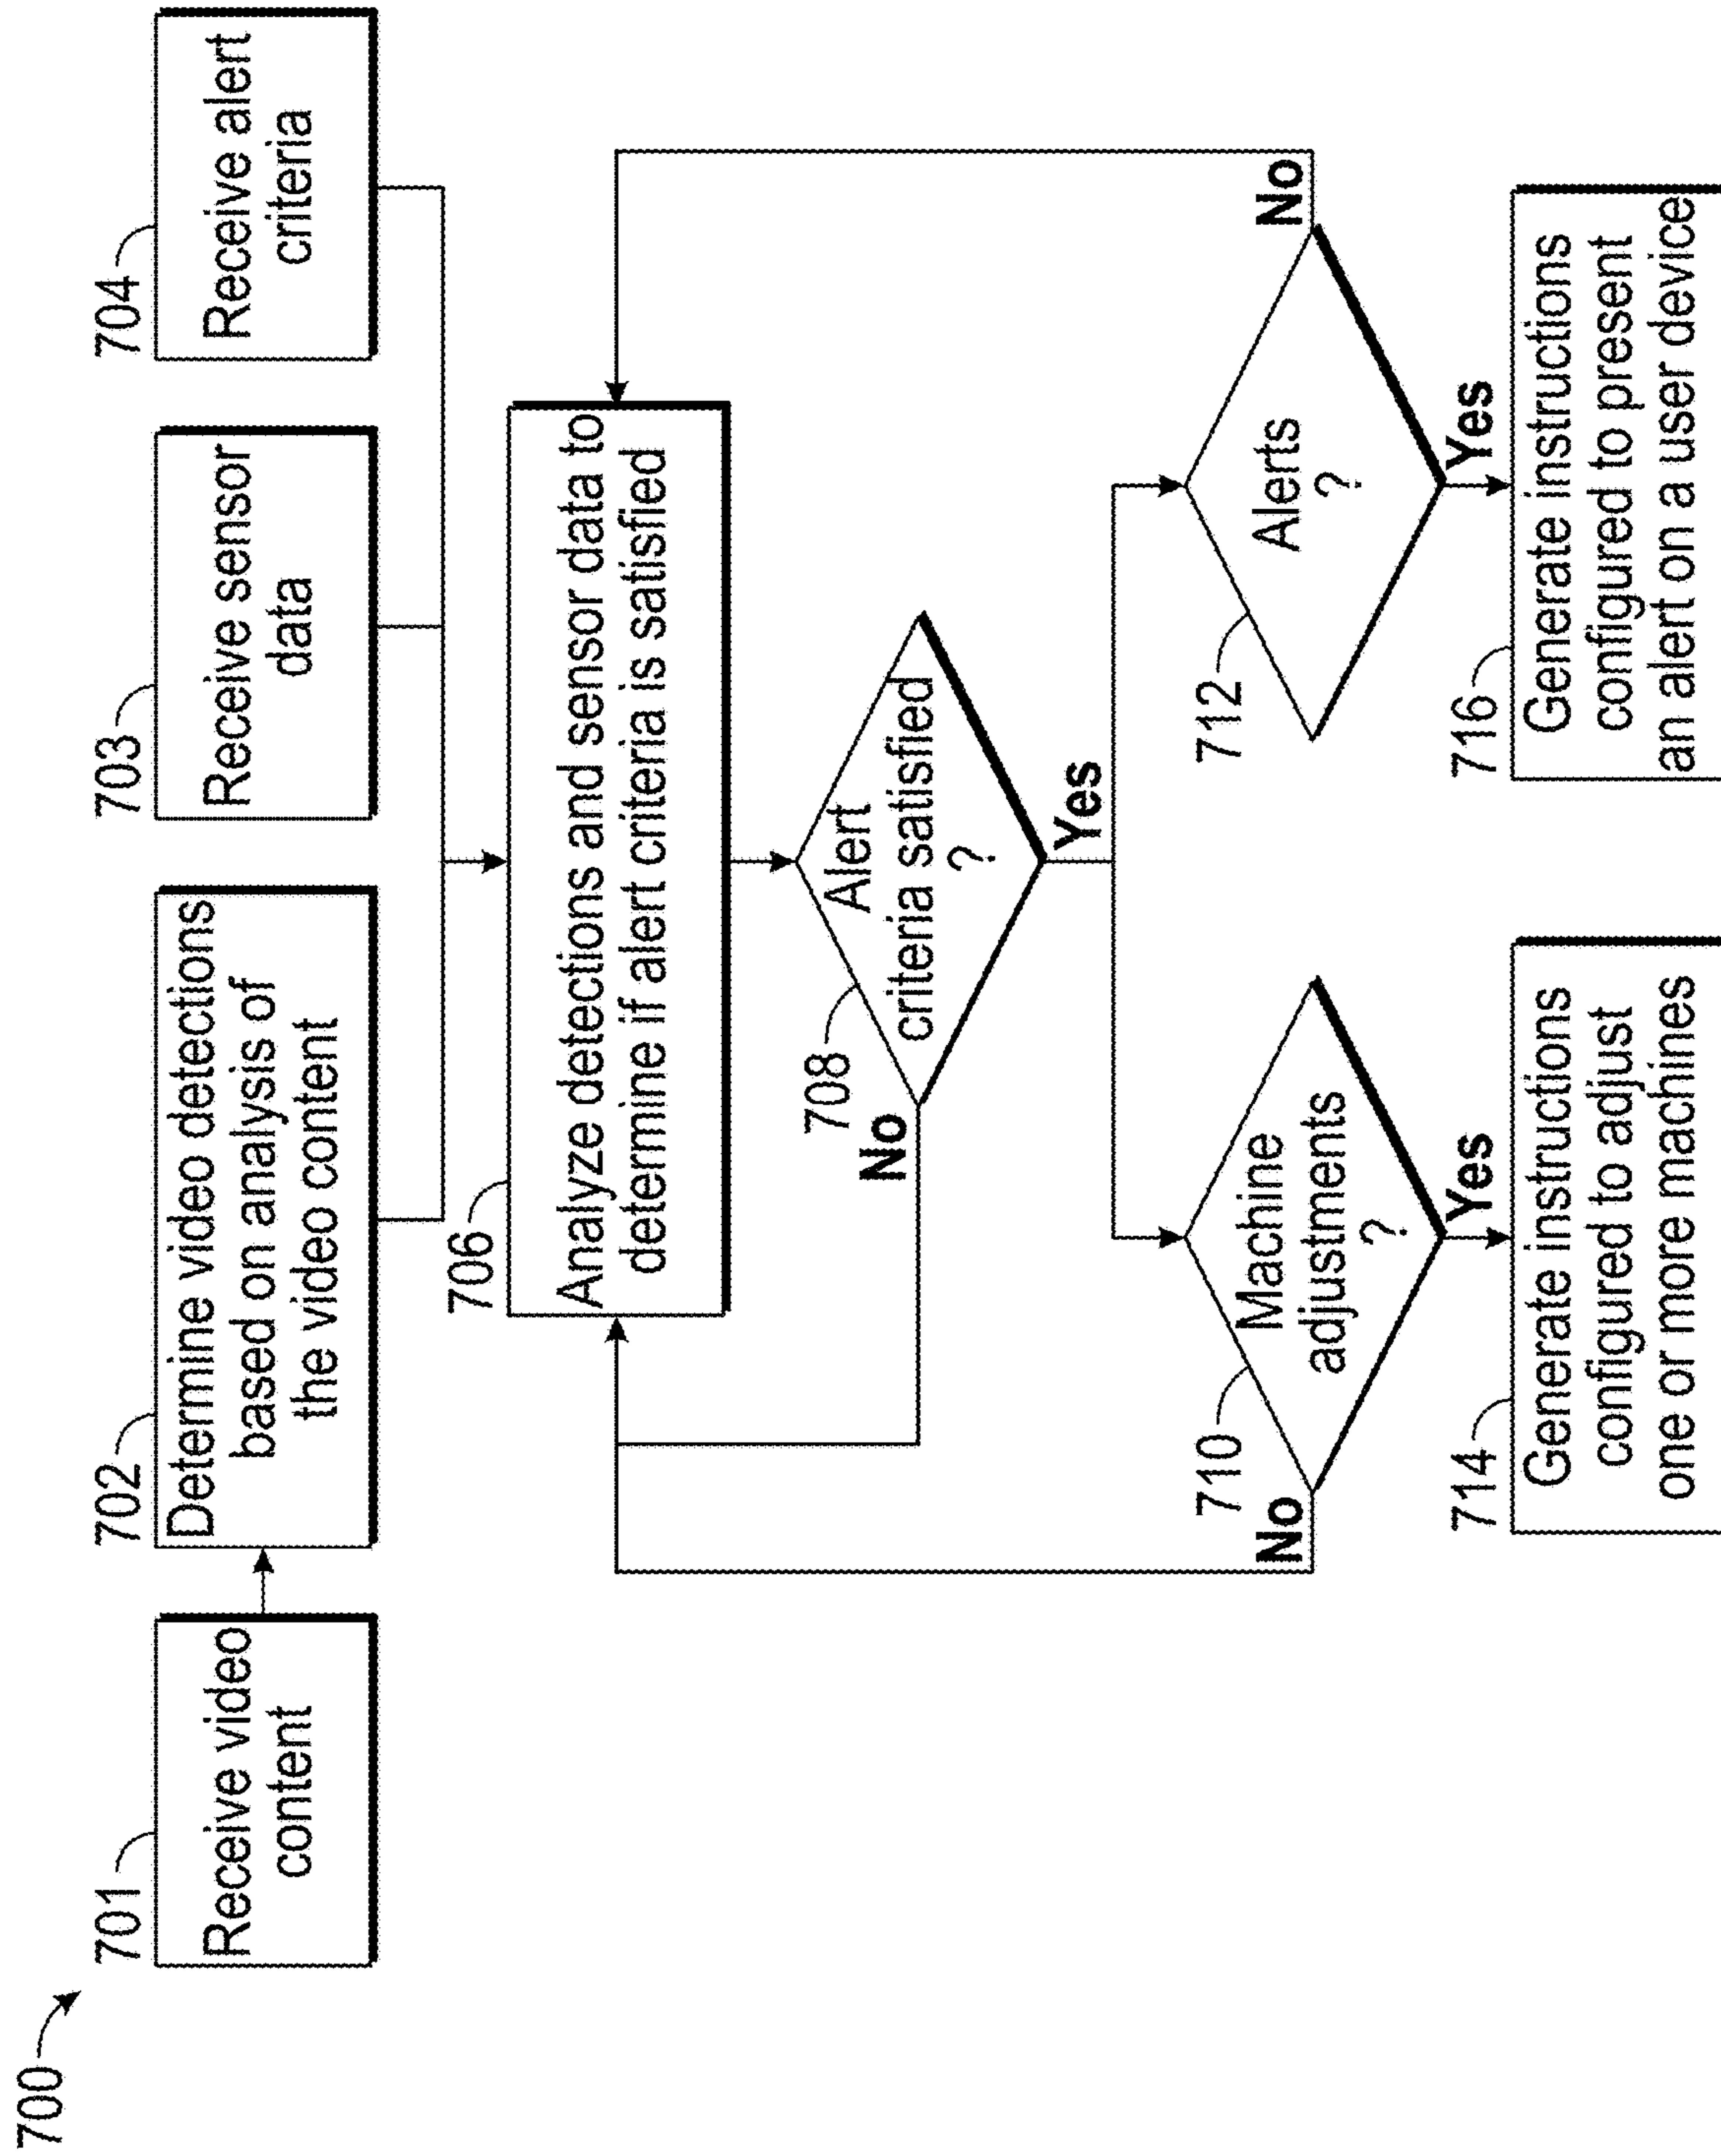 700
701
Receive video
content
702
Determine video detections
based on analysis of
the video content
703
Receive sensor
data
704
Receive alert
criteria
706
Analyze detections and sensor data to
determine if alert criteria is satisfied
708
Alert
criteria satisfied
?
No
Yes
710
Machine
adjustments
?
No
Yes
712
Alerts
?
No
Yes
714
Generate instructions
configured to adjust
one or more machines
716
Generate instructions
configured to present
an alert on a user device